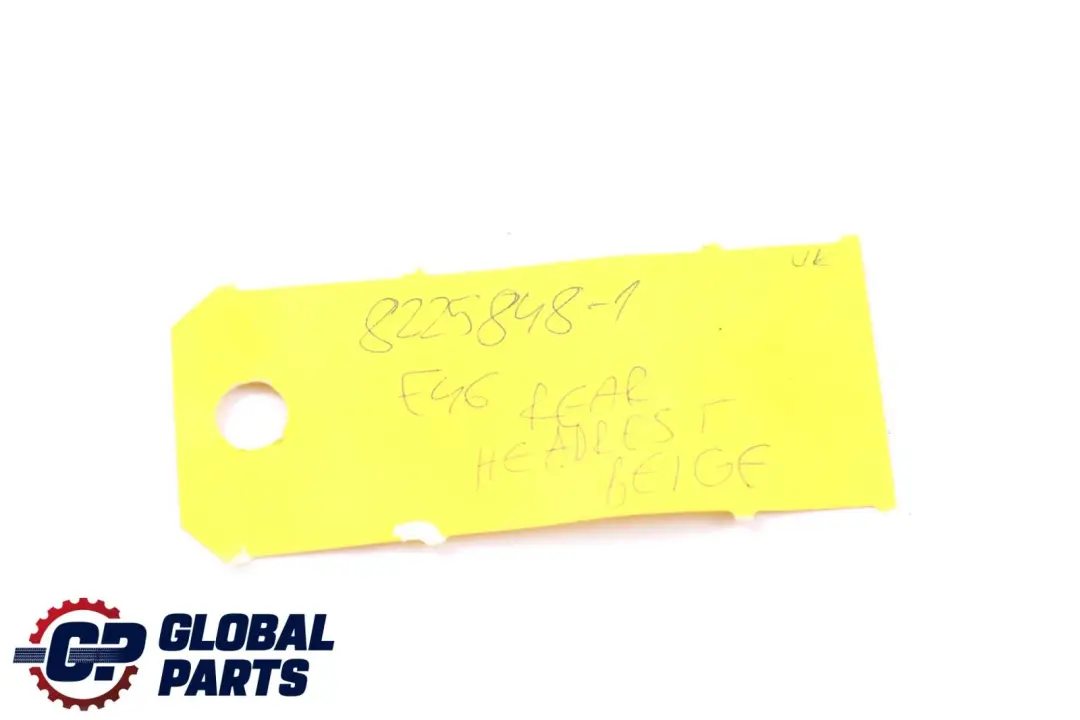 UK
8225848-1
E46 REAR
HEADREST
BEIGE
GLOBAL
PARTS